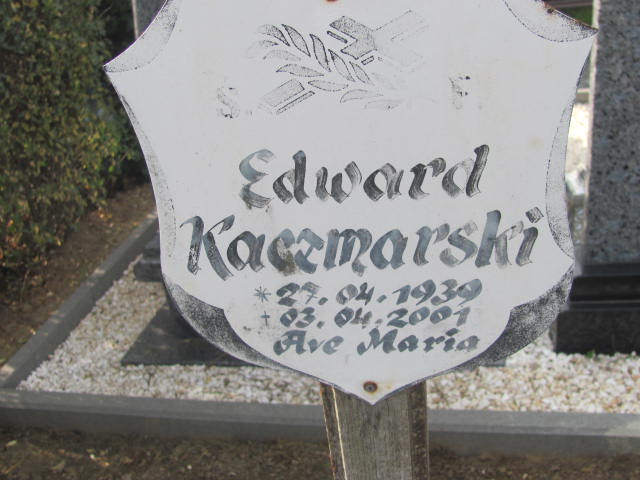 S F
Edward
Kaczmarski
* 27. 04. 1939
+ 03. 04. 2001
Ave Maria